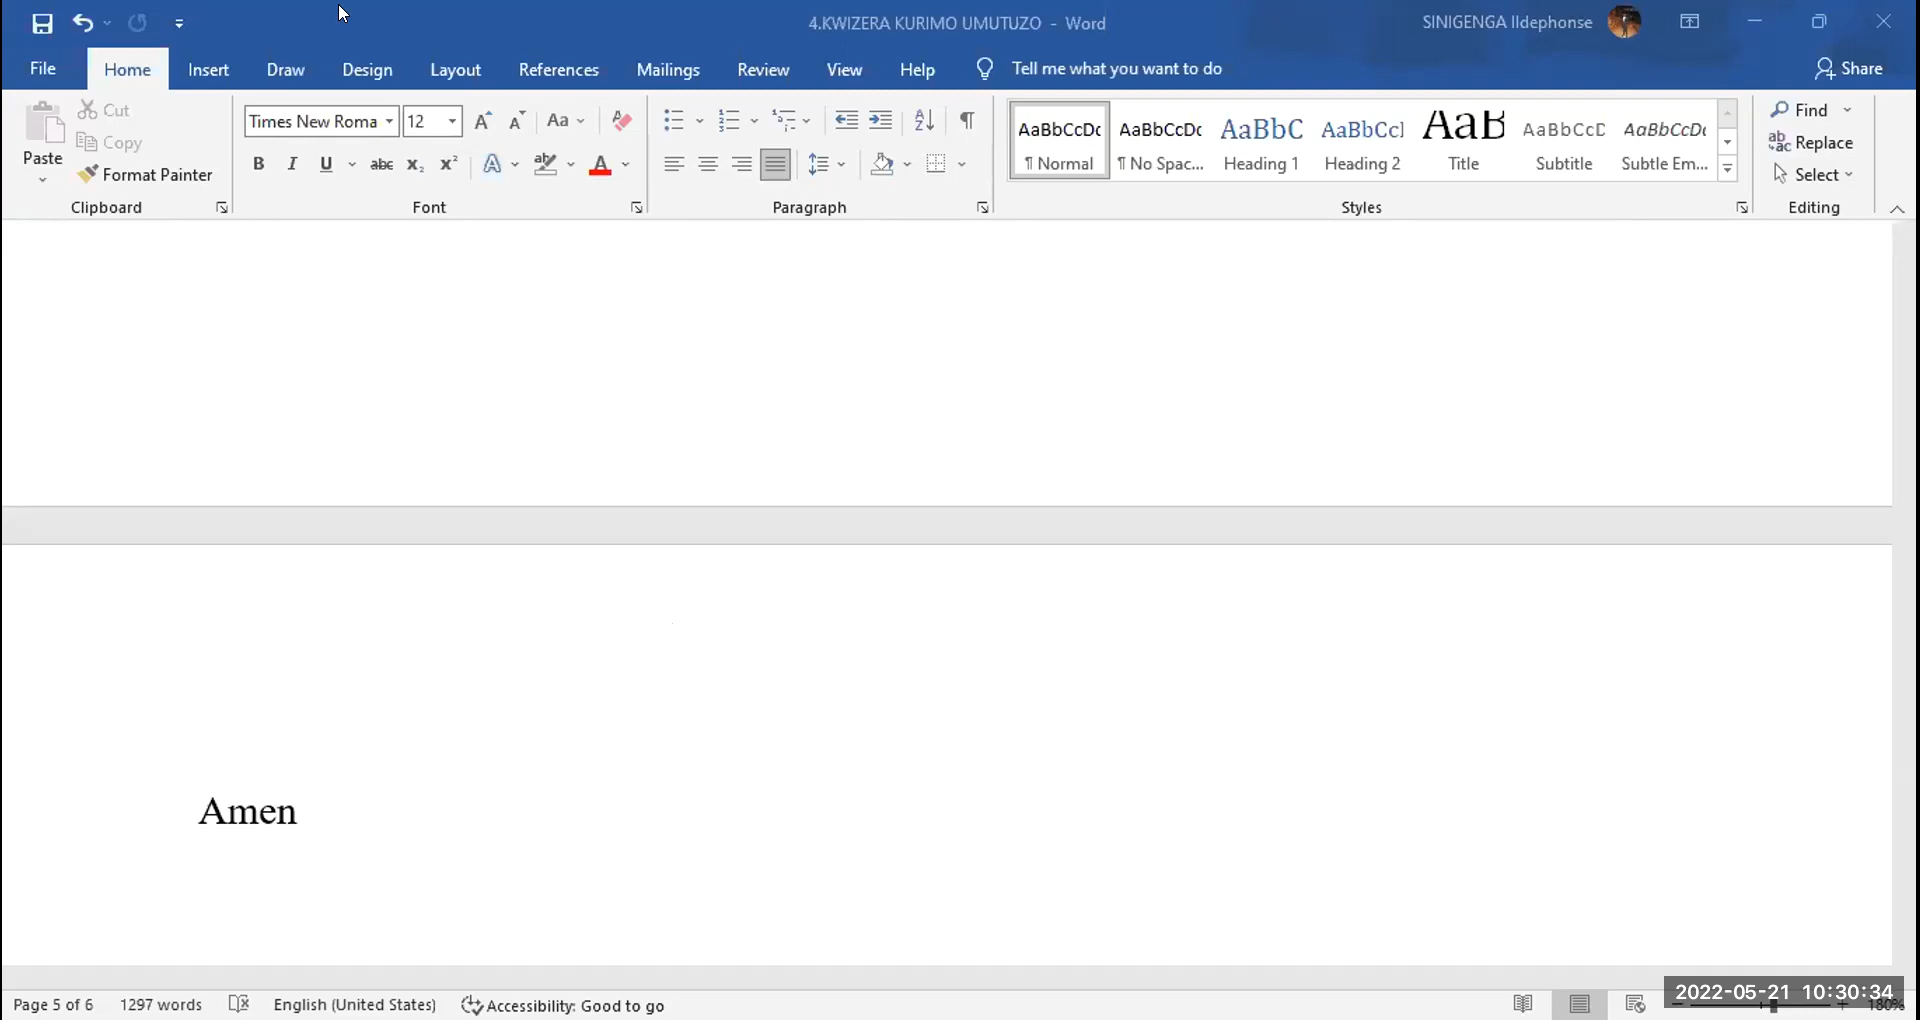 4.KWIZERA KURIMO UMUTUZO - Word
SINIGENGA Ildephonse
File Home Insert Draw Design Layout References Mailings Review View Help Tell me what you want to do Share
Cut
Copy
Paste
Format Painter
Clipboard
Times New Roma 12
Font
Paragraph
AaBbCcDc AaBbCcDc AaBbC AaBbCcI AaB AaBbCcD AaBbCcDc
¶ Normal ¶ No Spac... Heading 1 Heading 2 Title Subtitle Subtle Em...
Styles
Find
Replace
Select
Editing
Amen
Page 5 of 6 1297 words English (United States) Accessibility: Good to go
2022-05-21 10:30:34
180%